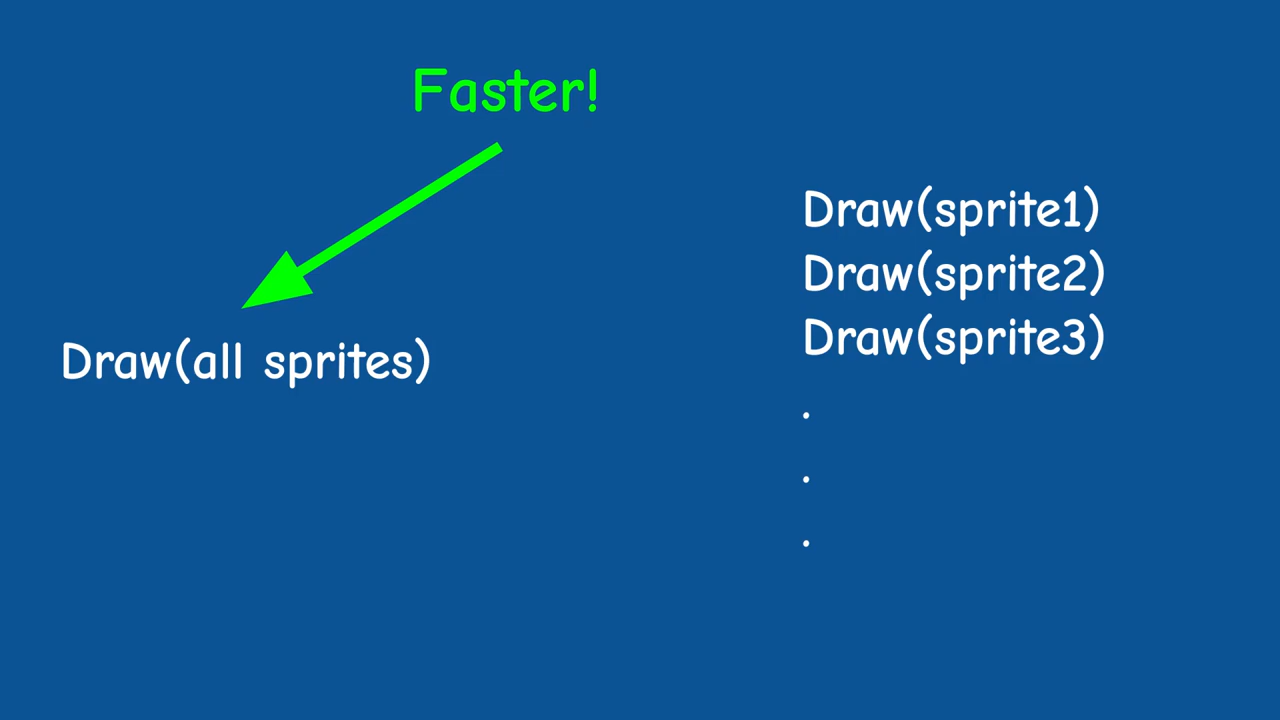 Faster!
Draw(all sprites)
Draw(sprite1)
Draw(sprite2)
Draw(sprite3)
.
.
.